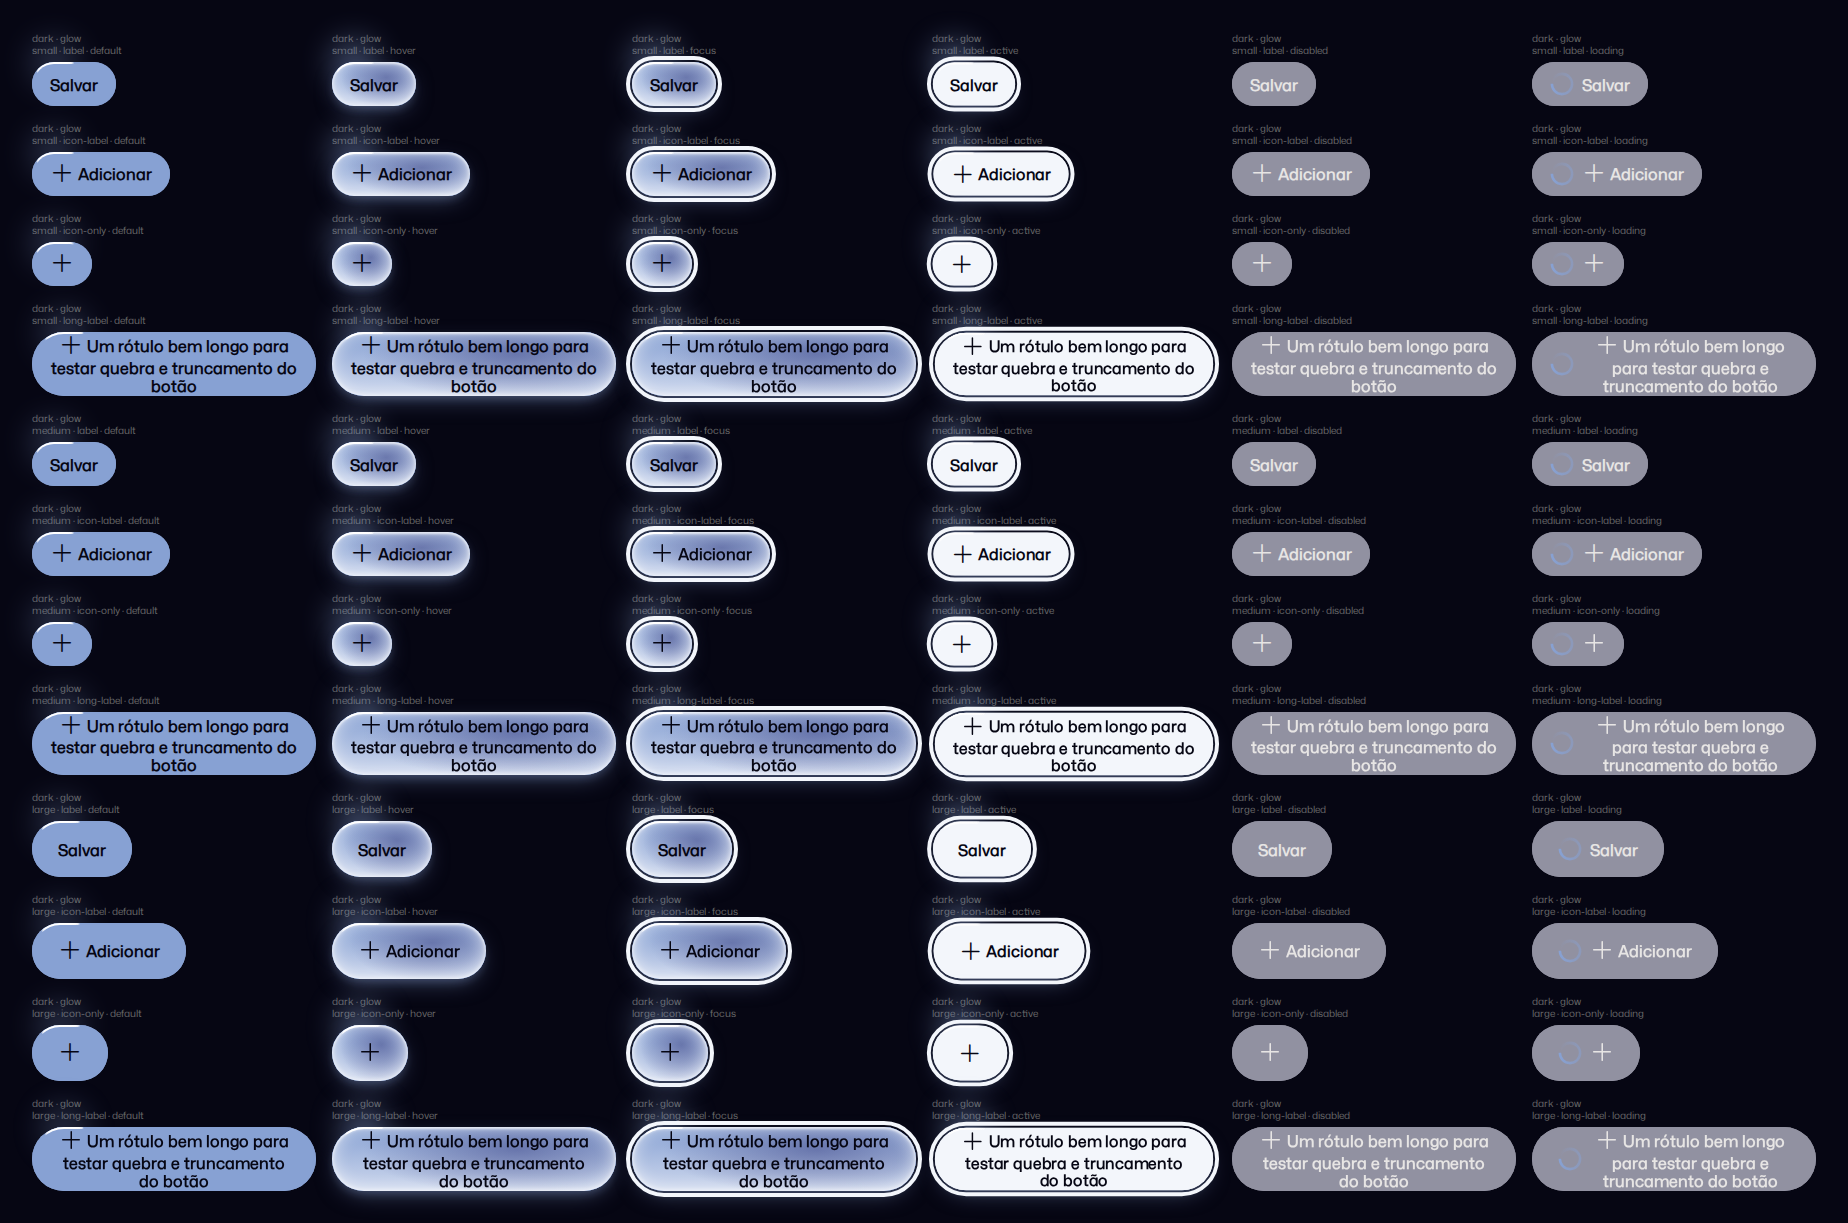 dark · glow
small · label · default
Salvar
dark · glow
small · label · hover
Salvar
dark · glow
small · label · focus
Salvar
dark · glow
small · label · active
Salvar
dark · glow
small · label · disabled
Salvar
dark · glow
small · label · loading
Salvar
dark · glow
small · icon-label · default
Adicionar
dark · glow
small · icon-label · hover
Adicionar
dark · glow
small · icon-label · focus
Adicionar
dark · glow
small · icon-label · active
Adicionar
dark · glow
small · icon-label · disabled
Adicionar
dark · glow
small · icon-label · loading
Adicionar
dark · glow
small · icon-only · default
dark · glow
small · icon-only · hover
dark · glow
small · icon-only · focus
dark · glow
small · icon-only · active
dark · glow
small · icon-only · disabled
dark · glow
small · icon-only · loading
dark · glow
small · long-label · default
Um rótulo bem longo para
testar quebra e truncamento do
botão
dark · glow
small · long-label · hover
Um rótulo bem longo para
testar quebra e truncamento do
botão
dark · glow
small · long-label · focus
Um rótulo bem longo para
testar quebra e truncamento do
botão
dark · glow
small · long-label · active
Um rótulo bem longo para
testar quebra e truncamento do
botão
dark · glow
small · long-label · disabled
Um rótulo bem longo para
testar quebra e truncamento do
botão
dark · glow
small · long-label · loading
Um rótulo bem longo
para testar quebra e
truncamento do botão
dark · glow
medium · label · default
Salvar
dark · glow
medium · label · hover
Salvar
dark · glow
medium · label · focus
Salvar
dark · glow
medium · label · active
Salvar
dark · glow
medium · label · disabled
Salvar
dark · glow
medium · label · loading
Salvar
dark · glow
medium · icon-label · default
Adicionar
dark · glow
medium · icon-label · hover
Adicionar
dark · glow
medium · icon-label · focus
Adicionar
dark · glow
medium · icon-label · active
Adicionar
dark · glow
medium · icon-label · disabled
Adicionar
dark · glow
medium · icon-label · loading
Adicionar
dark · glow
medium · icon-only · default
dark · glow
medium · icon-only · hover
dark · glow
medium · icon-only · focus
dark · glow
medium · icon-only · active
dark · glow
medium · icon-only · disabled
dark · glow
medium · icon-only · loading
dark · glow
medium · long-label · default
Um rótulo bem longo para
testar quebra e truncamento do
botão
dark · glow
medium · long-label · hover
Um rótulo bem longo para
testar quebra e truncamento do
botão
dark · glow
medium · long-label · focus
Um rótulo bem longo para
testar quebra e truncamento do
botão
dark · glow
medium · long-label · active
Um rótulo bem longo para
testar quebra e truncamento do
botão
dark · glow
medium · long-label · disabled
Um rótulo bem longo para
testar quebra e truncamento do
botão
dark · glow
medium · long-label · loading
Um rótulo bem longo
para testar quebra e
truncamento do botão
dark · glow
large · label · default
Salvar
dark · glow
large · label · hover
Salvar
dark · glow
large · label · focus
Salvar
dark · glow
large · label · active
Salvar
dark · glow
large · label · disabled
Salvar
dark · glow
large · label · loading
Salvar
dark · glow
large · icon-label · default
Adicionar
dark · glow
large · icon-label · hover
Adicionar
dark · glow
large · icon-label · focus
Adicionar
dark · glow
large · icon-label · active
Adicionar
dark · glow
large · icon-label · disabled
Adicionar
dark · glow
large · icon-label · loading
Adicionar
dark · glow
large · icon-only · default
dark · glow
large · icon-only · hover
dark · glow
large · icon-only · focus
dark · glow
large · icon-only · active
dark · glow
large · icon-only · disabled
dark · glow
large · icon-only · loading
dark · glow
large · long-label · default
Um rótulo bem longo para
testar quebra e truncamento
do botão
dark · glow
large · long-label · hover
Um rótulo bem longo para
testar quebra e truncamento
do botão
dark · glow
large · long-label · focus
Um rótulo bem longo para
testar quebra e truncamento
do botão
dark · glow
large · long-label · active
Um rótulo bem longo para
testar quebra e truncamento
do botão
dark · glow
large · long-label · disabled
Um rótulo bem longo para
testar quebra e truncamento
do botão
dark · glow
large · long-label · loading
Um rótulo bem longo
para testar quebra e
truncamento do botão